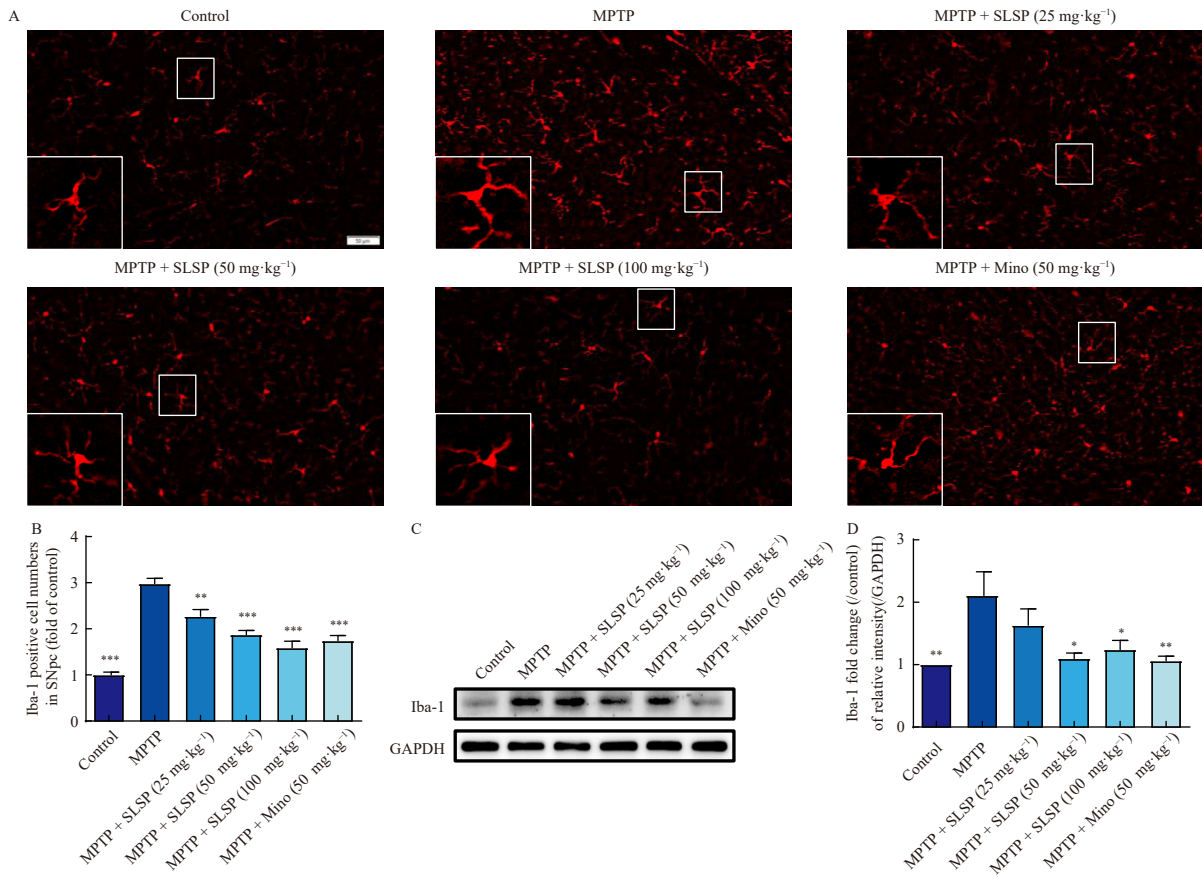 A
Control
MPTP
MPTP + SLSP (25 mg·kg⁻¹)
50 μm
MPTP + SLSP (50 mg·kg⁻¹)
MPTP + SLSP (100 mg·kg⁻¹)
MPTP + Mino (50 mg·kg⁻¹)
B
Iba-1 positive cell numbers
in SNpc (fold of control)
4
3
2
1
0
***
**
***
***
***
Control
MPTP
MPTP + SLSP (25 mg·kg⁻¹)
MPTP + SLSP (50 mg·kg⁻¹)
MPTP + SLSP (100 mg·kg⁻¹)
MPTP + Mino (50 mg·kg⁻¹)
C
Control
MPTP
MPTP + SLSP (25 mg·kg⁻¹)
MPTP + SLSP (50 mg·kg⁻¹)
MPTP + SLSP (100 mg·kg⁻¹)
MPTP + Mino (50 mg·kg⁻¹)
Iba-1
GAPDH
D
Iba-1 fold change (/control)
of relative intensity(/GAPDH)
3
2
1
0
**
*
*
**
Control
MPTP
MPTP + SLSP (25 mg·kg⁻¹)
MPTP + SLSP (50 mg·kg⁻¹)
MPTP + SLSP (100 mg·kg⁻¹)
MPTP + Mino (50 mg·kg⁻¹)